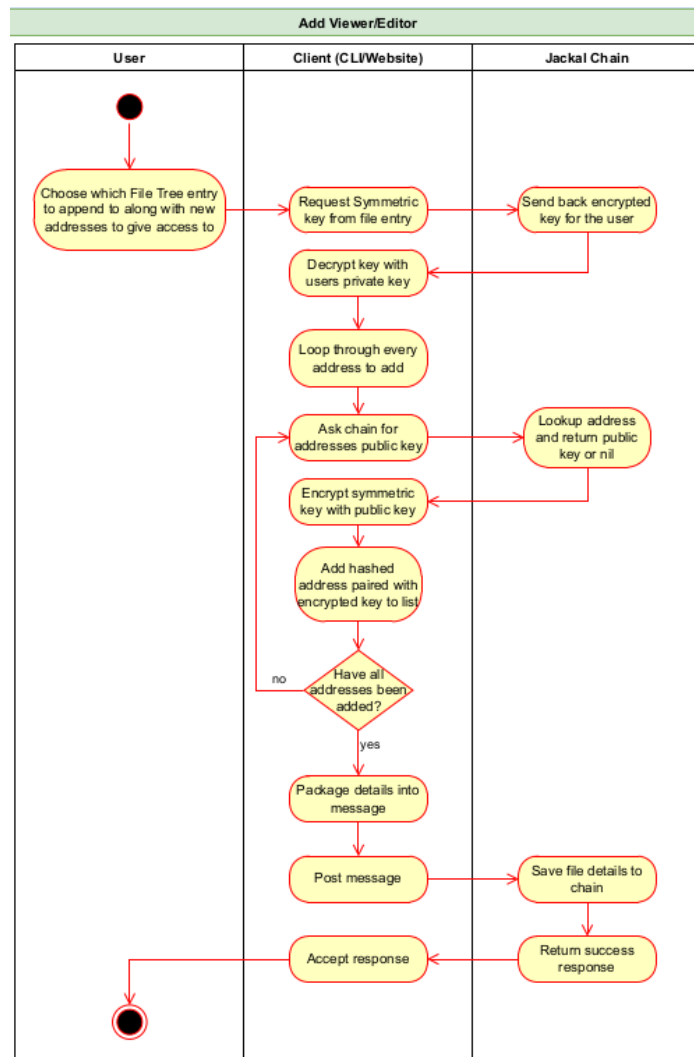 Add Viewer/Editor
User
Client (CLI/Website)
Jackal Chain
Choose which File Tree entry
to append to along with new
addresses to give access to
Request Symmetric
key from file entry
Send back encrypted
key for the user
Decrypt key with
users private key
Loop through every
address to add
Ask chain for
addresses public key
Lookup address
and return public
key or nil
Encrypt symmetric
key with public key
Add hashed
address paired with
encrypted key to list
Have all
addresses been
added?
no
yes
Package details into
message
Post message
Save file details to
chain
Return success
response
Accept response